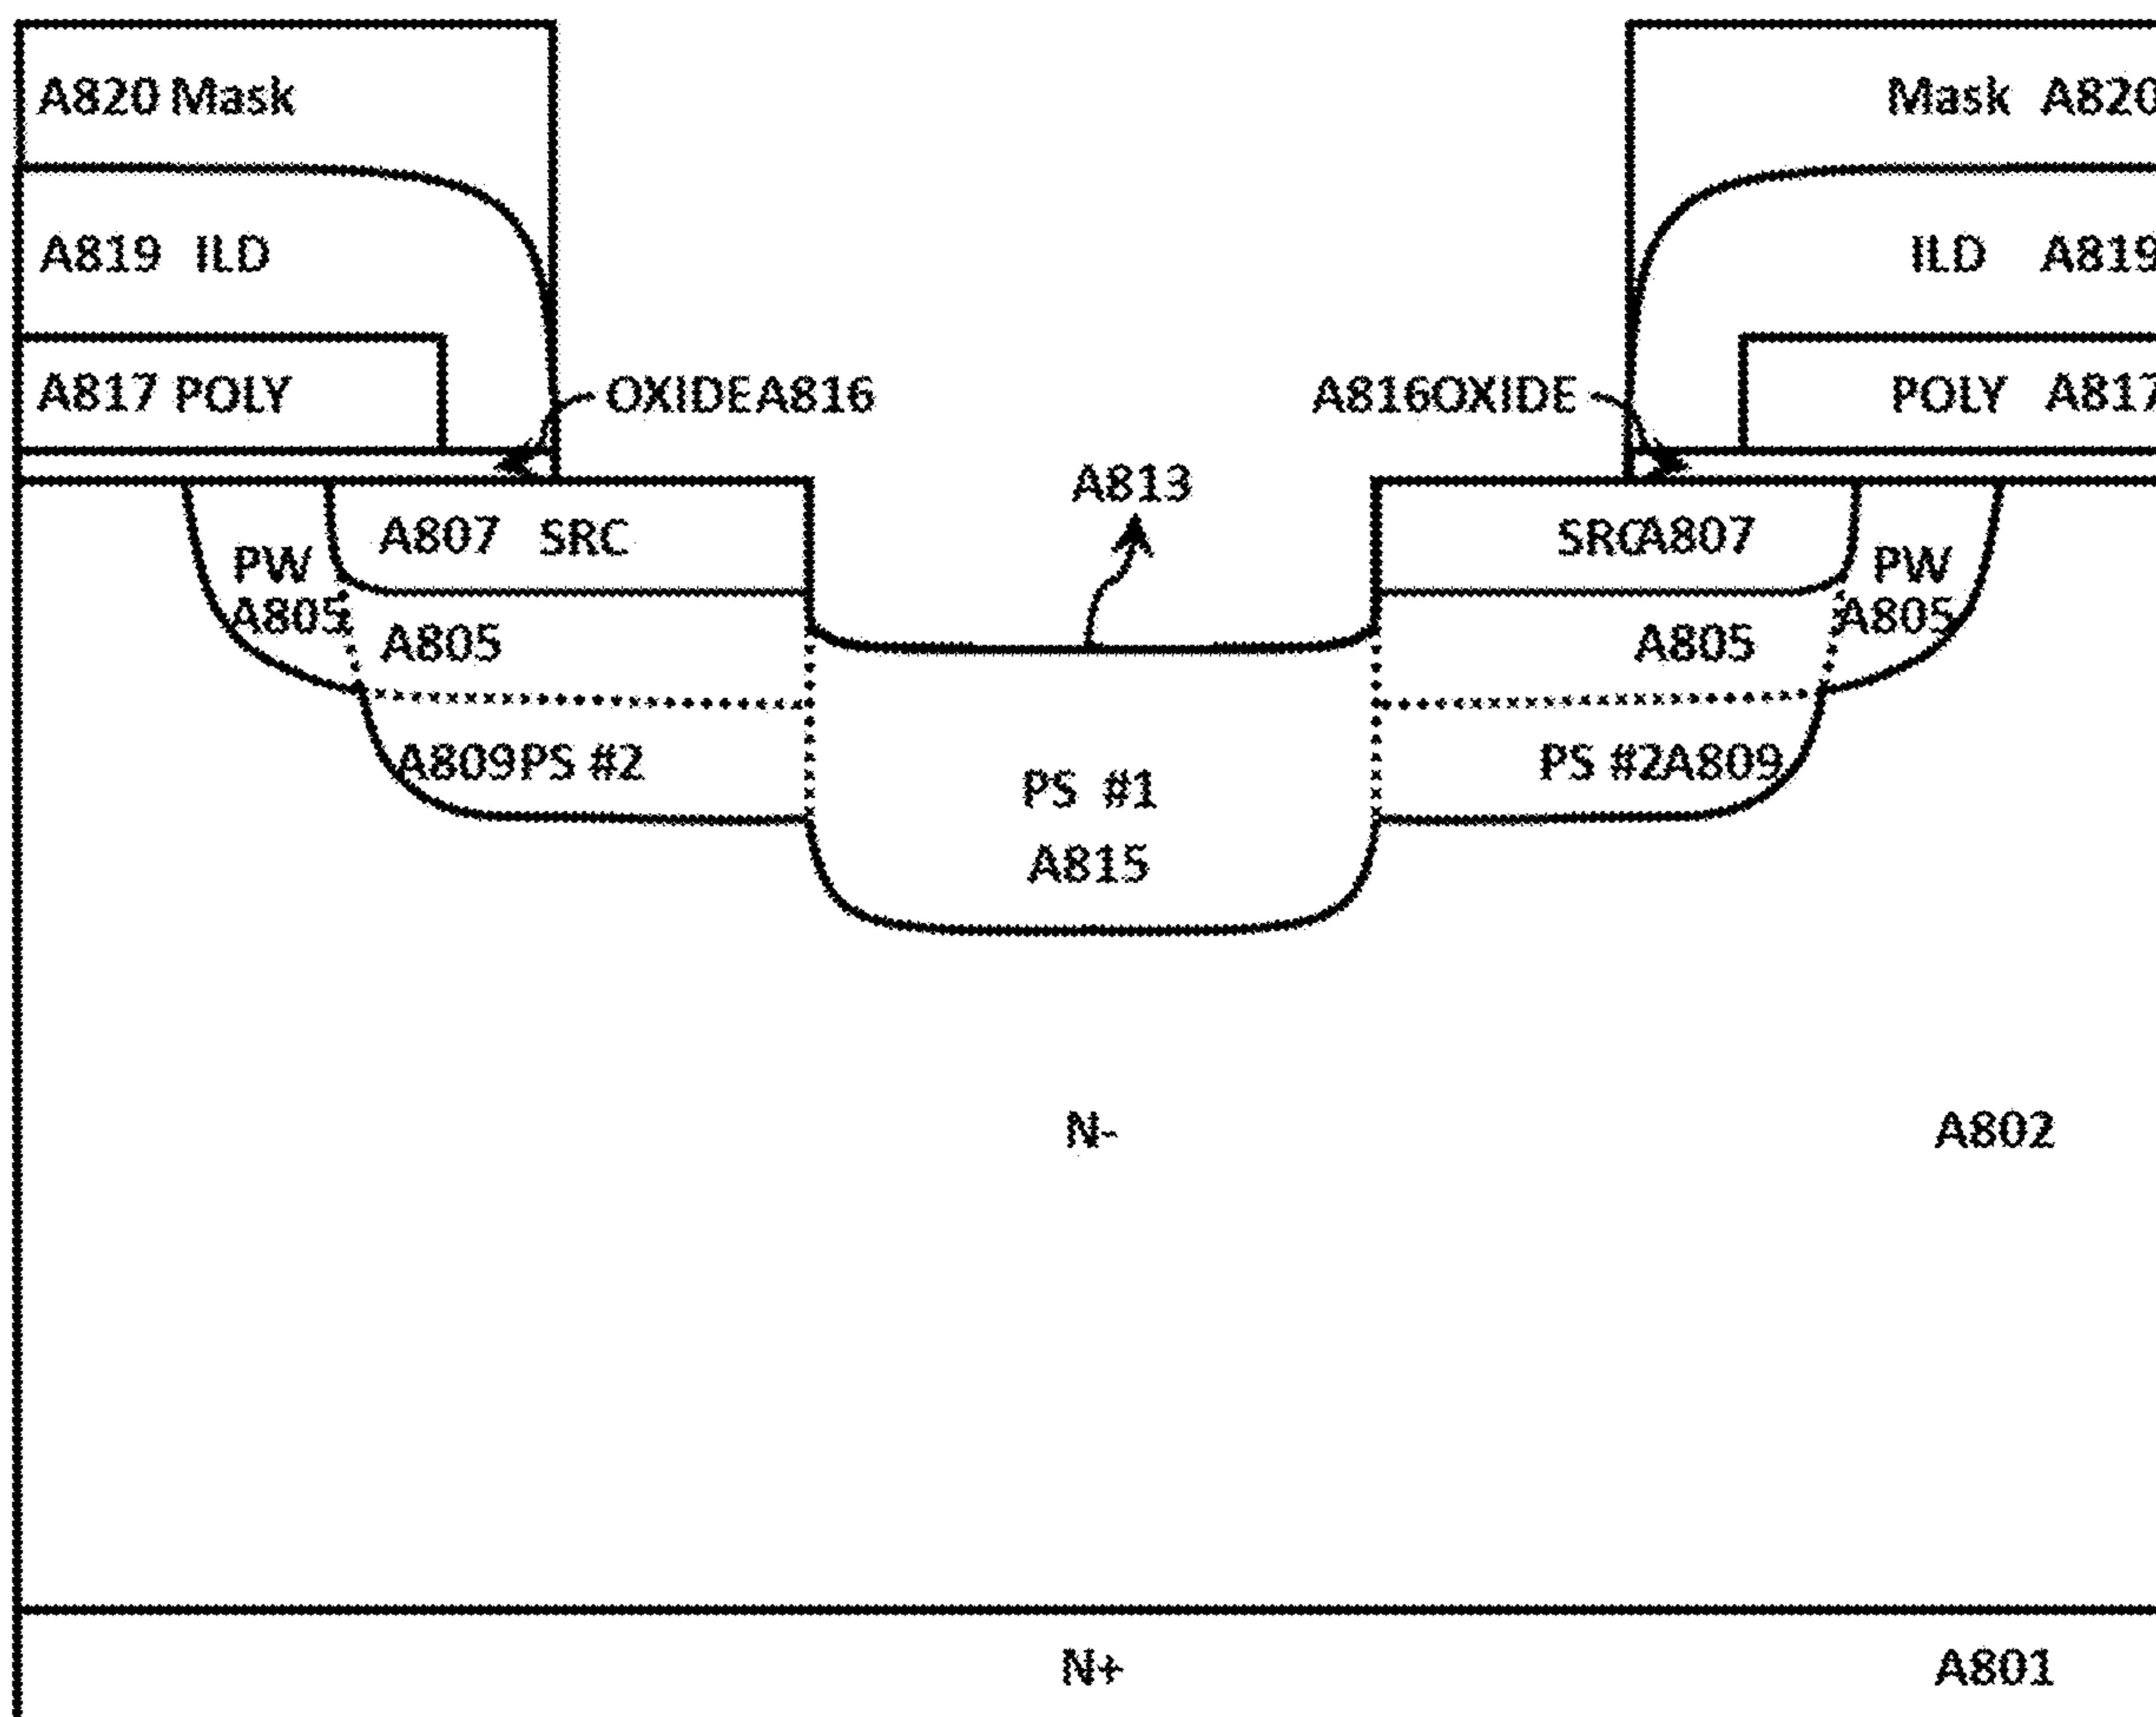 A820 Mask
Mask A820
A819 ILD
ILD A819
A817 POLY
OXIDEA816
A816OXIDE
POLY A817
A813
A807 SRC
SRCA807
PW
A805
PW
A805
A805
A805
A809PS #2
PS #1
A815
PS #2A809
N-
A802
N+
A801